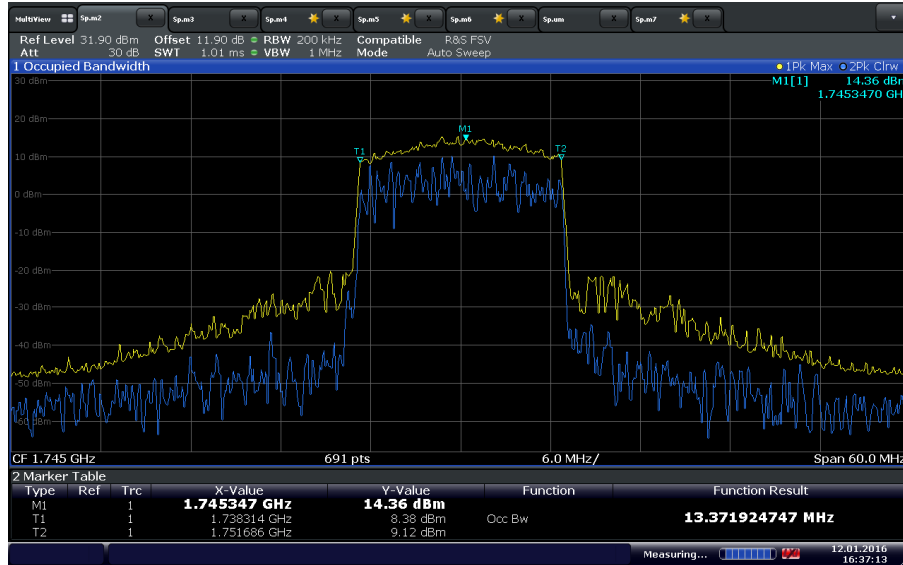 MultiView Sp.m2 X Sp.m3 X Sp.m4 X Sp.m5 X Sp.m6 X Sp.um X Sp.m7 X
Ref Level 31.90 dBm Offset 11.90 dB RBW 200 kHz Compatible R&S FSV
Att 30 dB SWT 1.01 ms VBW 1 MHz Mode Auto Sweep
1 Occupied Bandwidth 1Pk Max 2Pk Clrw
30 dBm M1[1] 14.36 dBm
1.7453470 GH
20 dBm
M1
T1 T2
10 dBm
0 dBm
-10 dBm
-20 dBm
-30 dBm
-40 dBm
-50 dBm
-60 dBm
CF 1.745 GHz 691 pts 6.0 MHz/ Span 60.0 MHz
2 Marker Table
Type Ref Trc X-Value Y-Value Function Function Result
M1 1 1.745347 GHz 14.36 dBm
T1 1 1.738314 GHz 8.38 dBm Occ Bw 13.371924747 MHz
T2 1 1.751686 GHz 9.12 dBm
Measuring... 12.01.2016
16:37:13